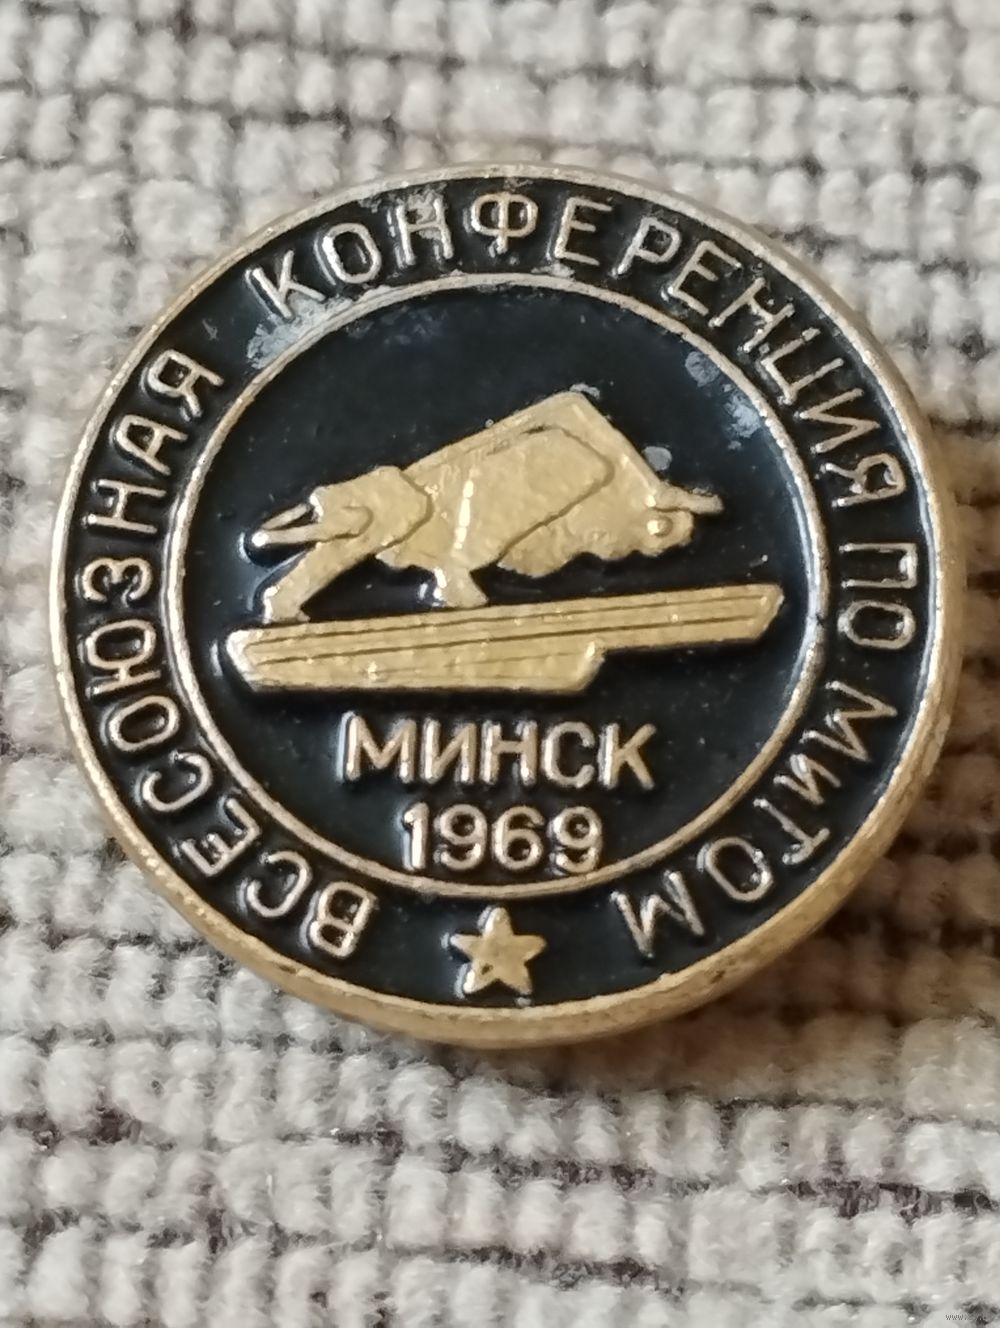 ВСЕСОЮЗНАЯ КОНФЕРЕНЦИЯ ПО МИТОМ
МИНСК
1969